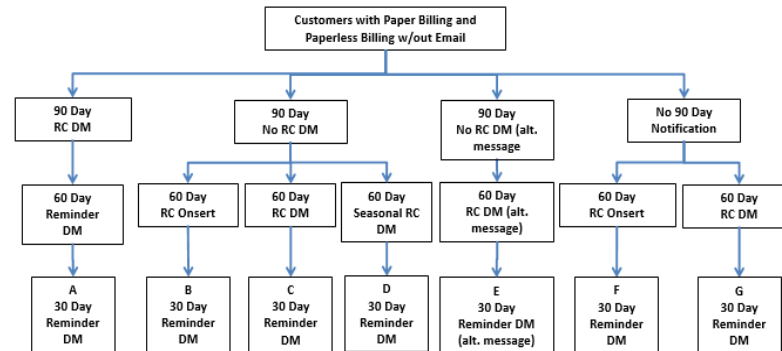 Customers with Paper Billing and
Paperless Billing w/out Email
90 Day
RC DM
90 Day
No RC DM
90 Day
No RC DM (alt.
message
No 90 Day
Notification
60 Day
Reminder
DM
60 Day
RC Onsert
60 Day
RC DM
60 Day
Seasonal RC
DM
60 Day
RC DM (alt.
message)
60 Day
RC Onsert
60 Day
RC DM
A
30 Day
Reminder
DM
B
30 Day
Reminder
DM
C
30 Day
Reminder
DM
D
30 Day
Reminder
DM
E
30 Day
Reminder DM
(alt. message)
F
30 Day
Reminder
DM
G
30 Day
Reminder
DM